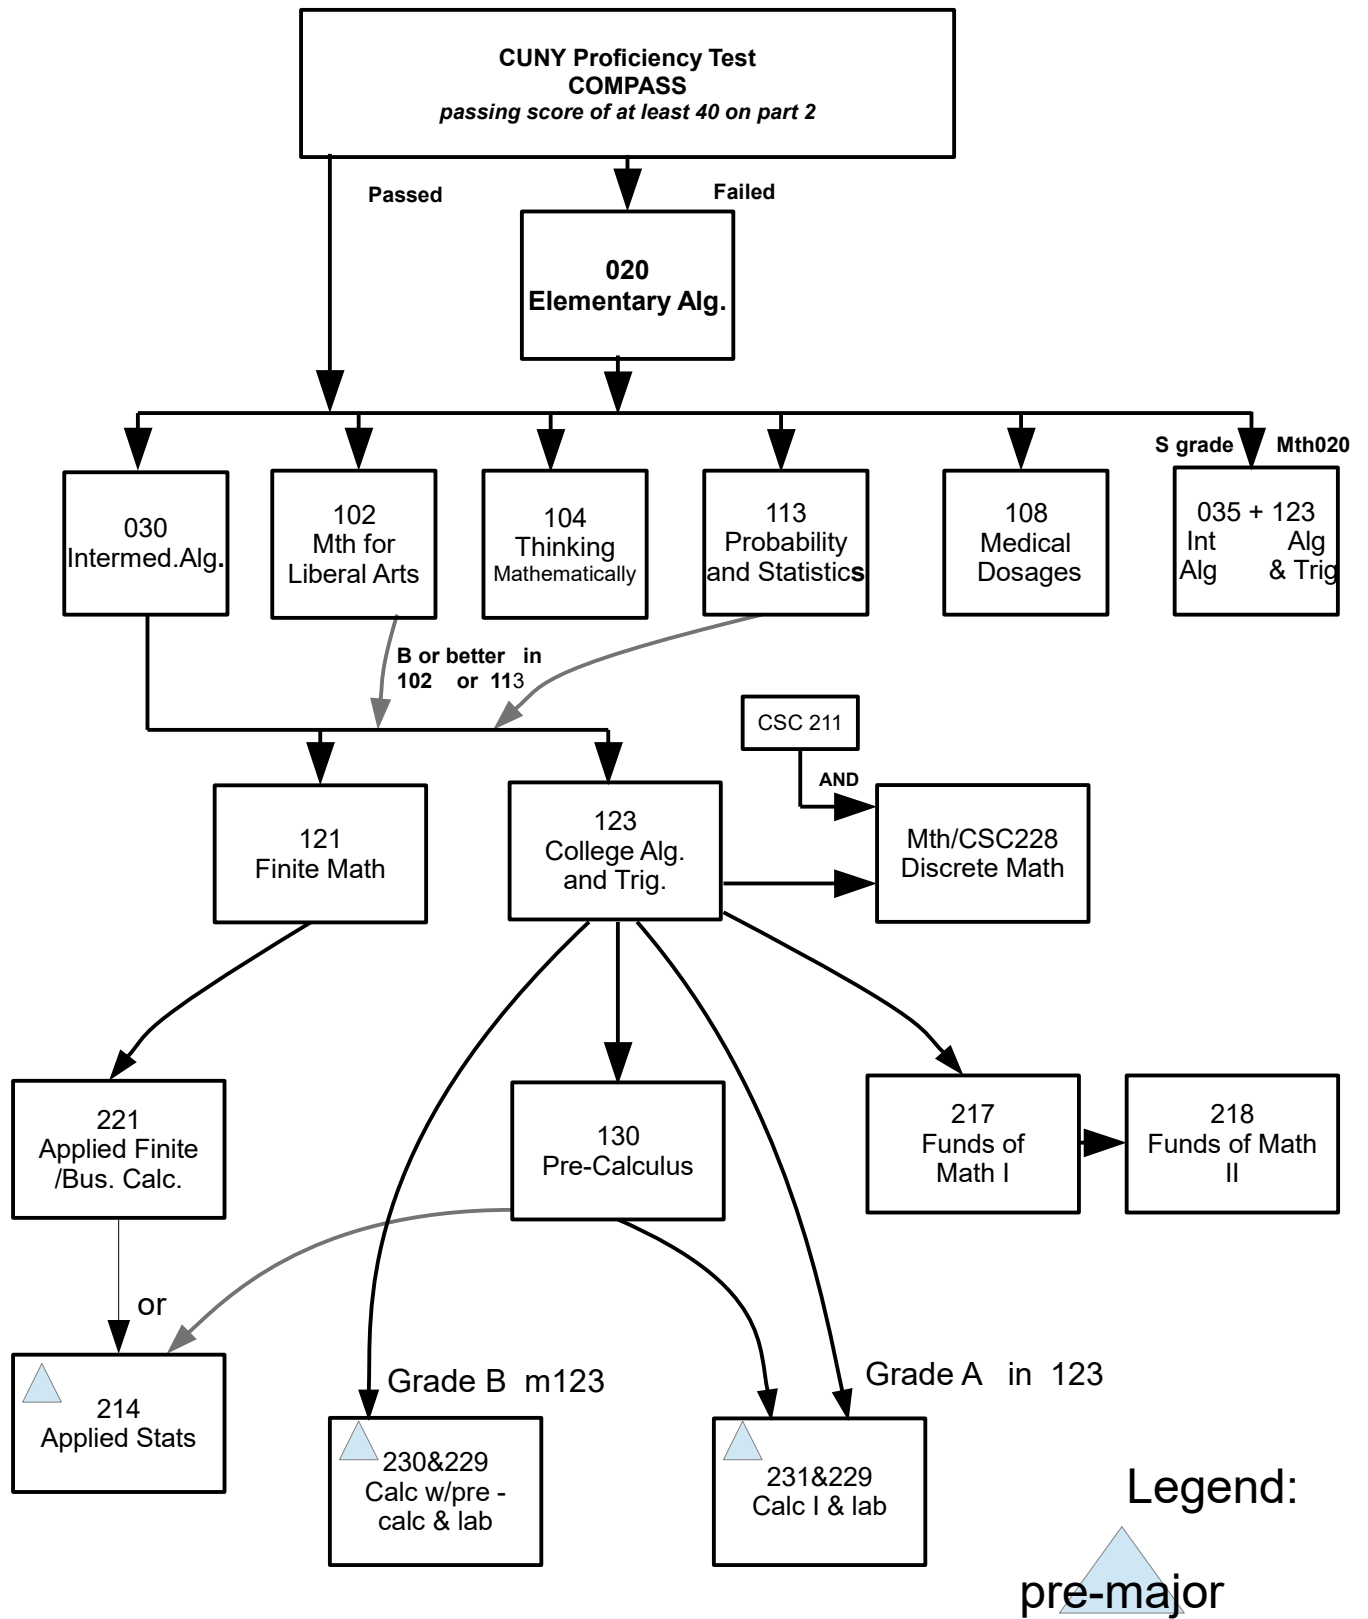 CUNY Proficiency Test
COMPASS
passing score of at least 40 on part 2
Passed
Failed
020
Elementary Alg.
S grade Mth020
030
Intermed.Alg.
102
Mth for
Liberal Arts
104
Thinking
Mathematically
113
Probability
and Statistics
108
Medical
Dosages
035 + 123
Int Alg
Alg & Trig
B or better in
102 or 113
CSC 211
AND
121
Finite Math
123
College Alg.
and Trig.
Mth/CSC228
Discrete Math
221
Applied Finite
/Bus. Calc.
130
Pre-Calculus
217
Funds of
Math I
218
Funds of Math
II
or
Grade B m123
Grade A in 123
214
Applied Stats
230&229
Calc w/pre -
calc & lab
231&229
Calc I & lab
Legend:
pre-major